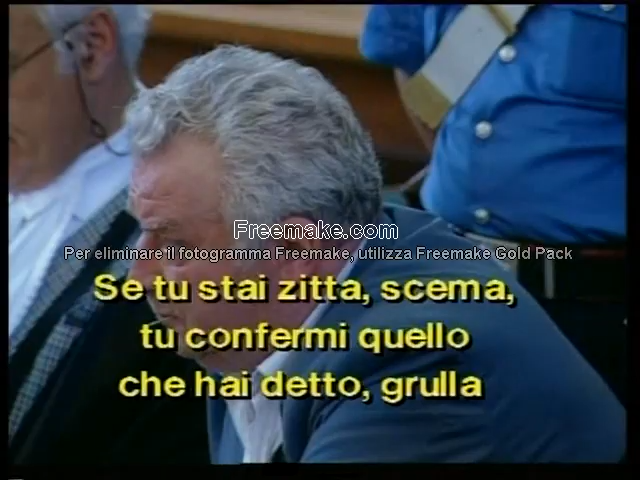 Freemake.com
Per eliminare il fotogramma Freemake, utilizza Freemake Gold Pack
Se tu stai zitta, scema,
tu confermi quello
che hai detto, grulla